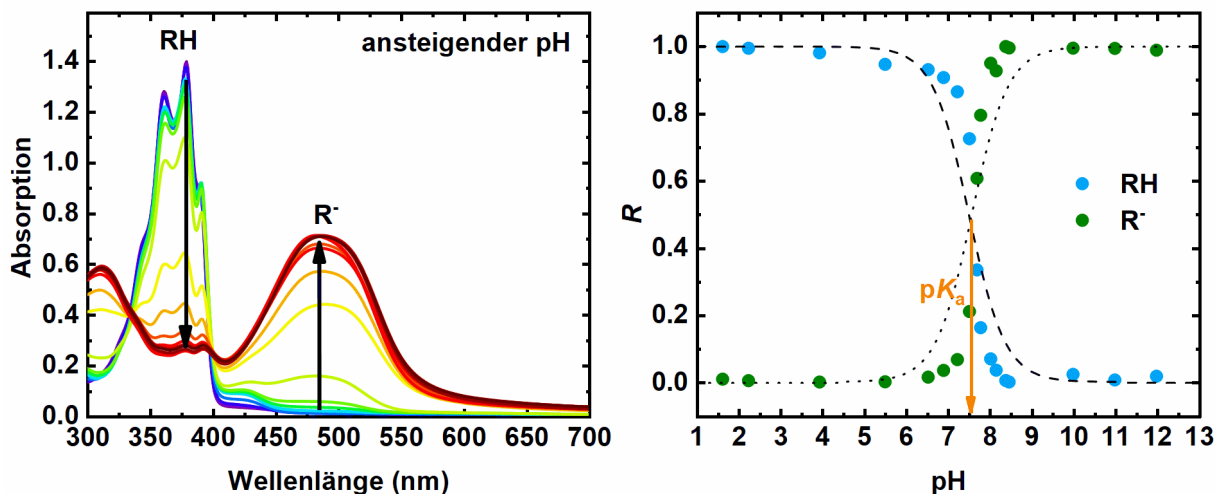 RH
ansteigender pH
R-
Absorption
1.4
1.2
1.0
0.8
0.6
0.4
0.2
0.0
300 350 400 450 500 550 600 650 700
Wellenlänge (nm)
R
1.0
0.8
0.6
0.4
0.2
0.0
RH
R-
pKa
1 2 3 4 5 6 7 8 9 10 11 12 13
pH